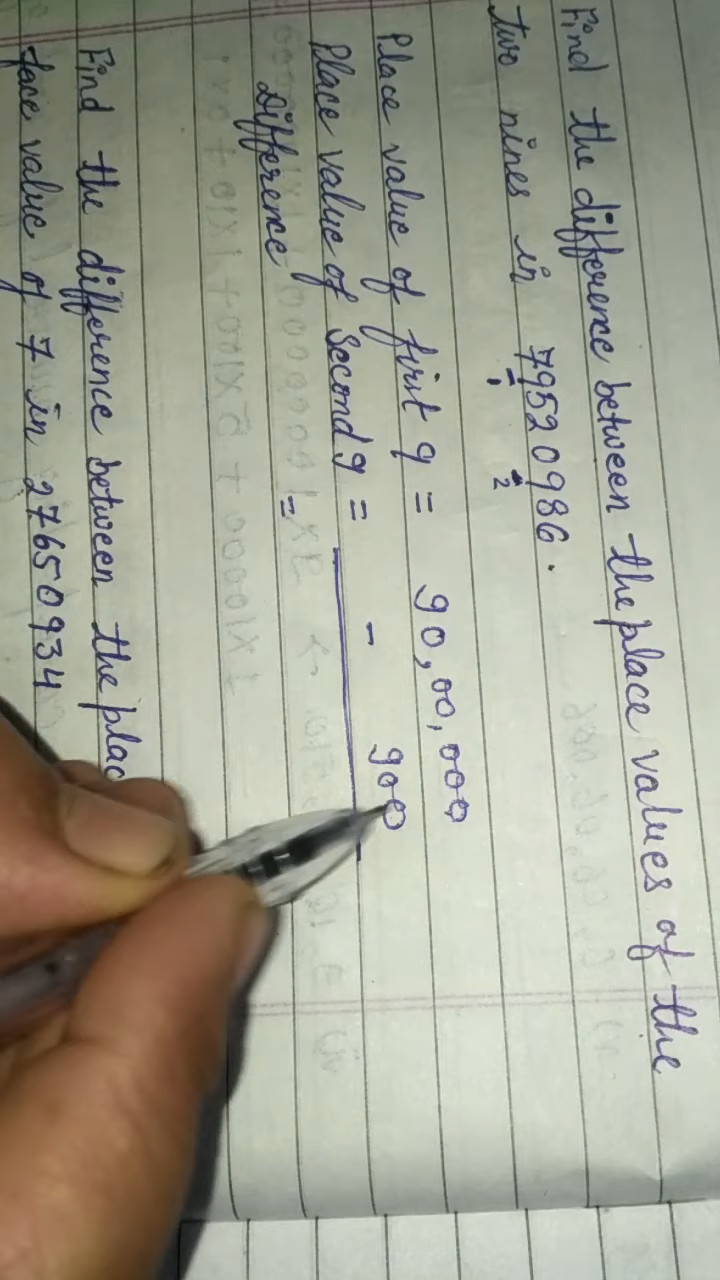 Find the difference between the place values of the
two nines in 79520986.
1 2
Place value of first 9 = 90,00,000
Place value of Second 9 = - 900
Difference =
Find the difference between the plac
face value of 7 in 27650934